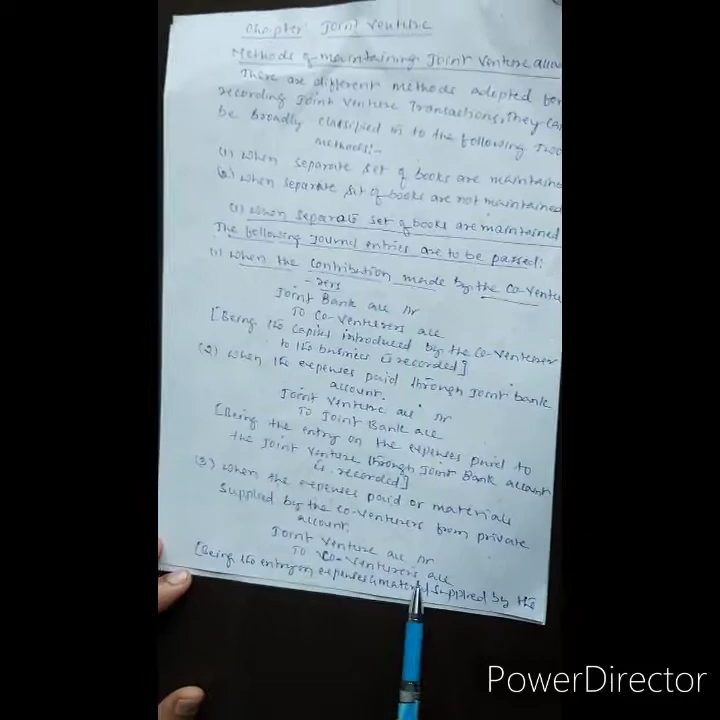 Chapter: Joint Venture
Methods of maintaining Joint Venture accou
There are different methods adopted for
recording Joint Venture Transactions, They can
be broadly classified in to the following Two
methods:-
(1) When separate set of books are maintained
(2) When separate set of books are not maintained
(1) When separate set of books are maintained
The following Journal entries are to be passed:
(1) When the contribution made by the Co-Ventu
-rers
Joint Bank a/c Dr
To Co-Venturers a/c
[Being the capital introduced by the Co-Venturers
to the business is recorded]
(2) When the expenses paid through Joint bank
account.
Joint Venture a/c Dr
To Joint Bank a/c
[Being the entry on the expenses paid to
the Joint Venture through Joint Bank account
is recorded]
(3) When the expenses paid or materials
Supplied by the Co-Venturers from private
account.
Joint Venture a/c Dr
To Co-Venturers a/c
[Being the entry on expenses & material supplied by the
PowerDirector